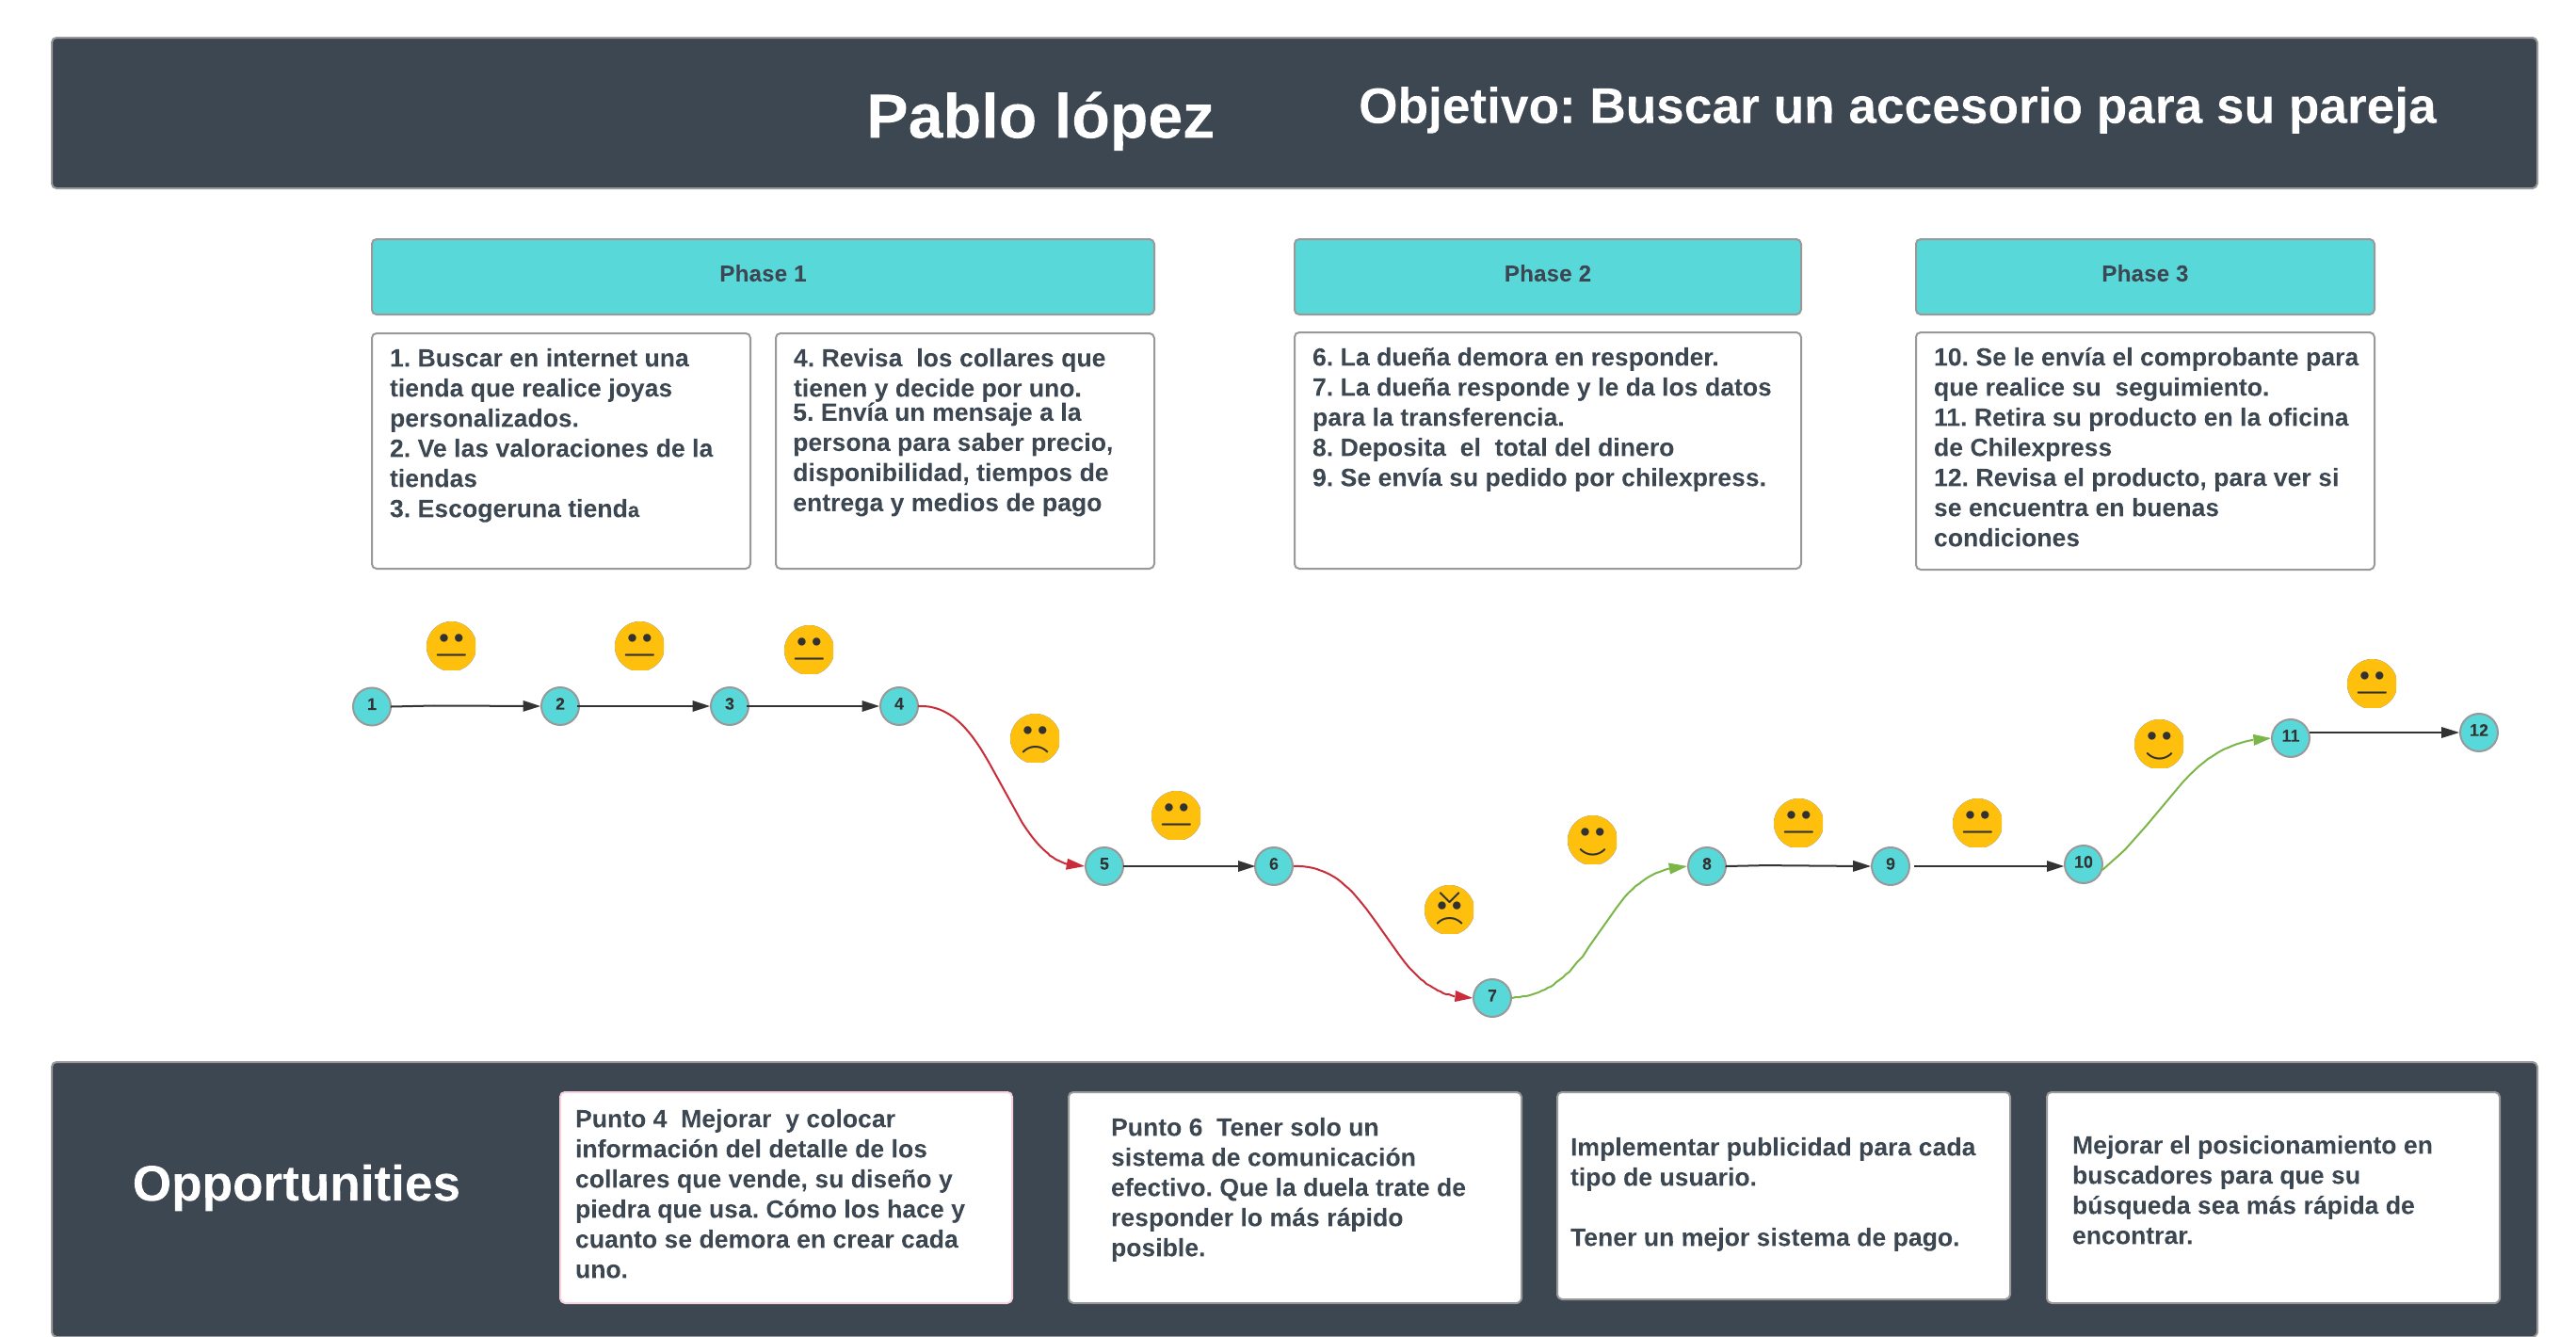 Pablo lópez
Objetivo: Buscar un accesorio para su pareja
Phase 1
1. Buscar en internet una
tienda que realice joyas
personalizados.
2. Ve las valoraciones de la
tiendas
3. Escogeruna tienda
4. Revisa  los collares que
tienen y decide por uno.
5. Envía un mensaje a la
persona para saber precio,
disponibilidad, tiempos de
entrega y medios de pago
Phase 2
6. La dueña demora en responder.
7. La dueña responde y le da los datos
para la transferencia.
8. Deposita  el  total del dinero
9. Se envía su pedido por chilexpress.
Phase 3
10. Se le envía el comprobante para
que realice su  seguimiento.
11. Retira su producto en la oficina
de Chilexpress
12. Revisa el producto, para ver si
se encuentra en buenas
condiciones
1
2
3
4
5
6
7
8
9
10
11
12
Opportunities
Punto 4  Mejorar  y colocar
información del detalle de los
collares que vende, su diseño y
piedra que usa. Cómo los hace y
cuanto se demora en crear cada
uno.
Punto 6  Tener solo un
sistema de comunicación
efectivo. Que la duela trate de
responder lo más rápido
posible.
Implementar publicidad para cada
tipo de usuario.
Tener un mejor sistema de pago.
Mejorar el posicionamiento en
buscadores para que su
búsqueda sea más rápida de
encontrar.